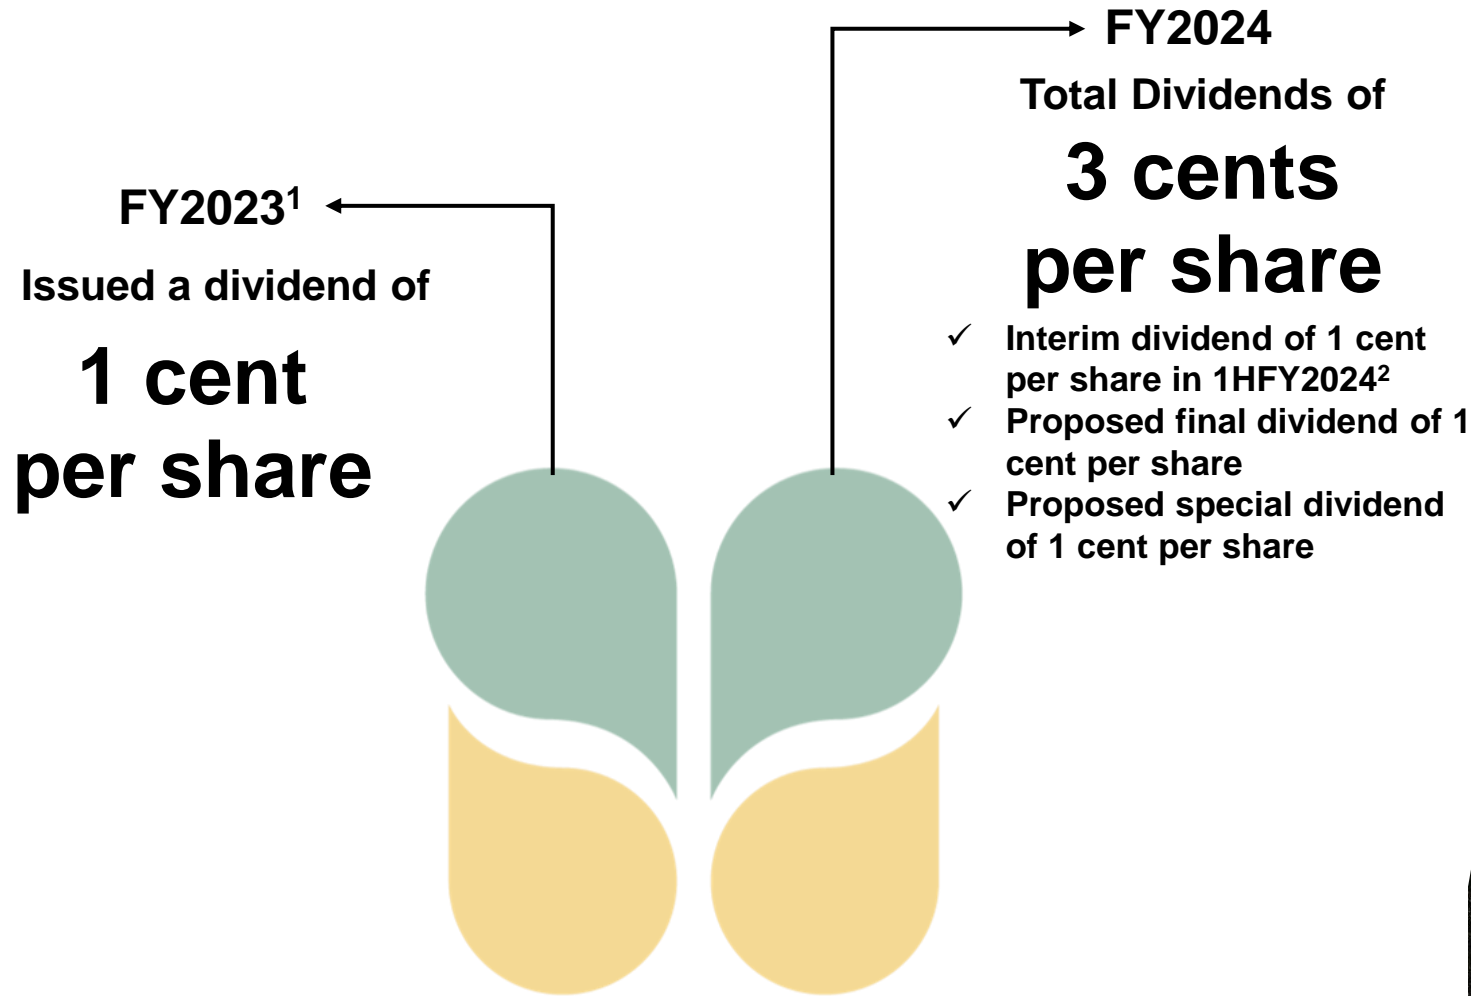 FY2023¹
Issued a dividend of
1 cent
per share
FY2024
Total Dividends of
3 cents
per share
✓ Interim dividend of 1 cent
per share in 1HFY2024²
✓ Proposed final dividend of 1
cent per share
✓ Proposed special dividend
of 1 cent per share